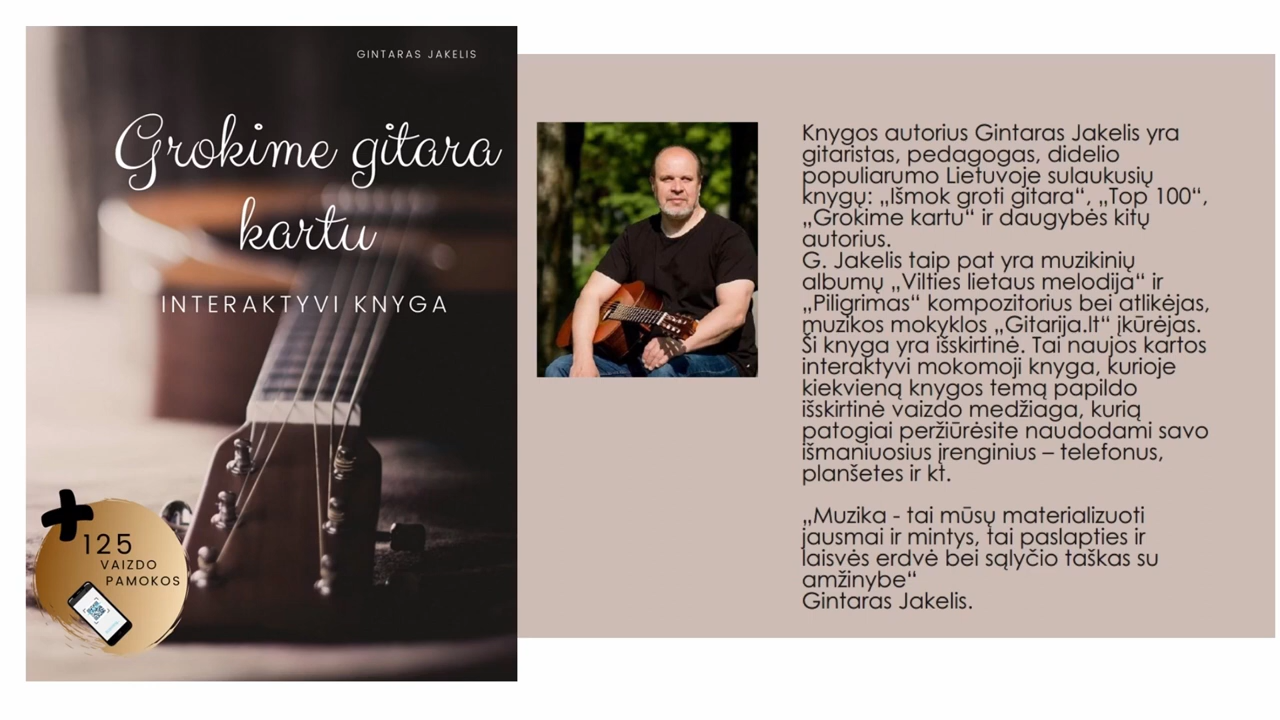 GINTARAS JAKELIS
Grokime gitara
kartu
INTERAKTYVI KNYGA
125
VAIZDO
PAMOKOS
Knygos autorius Gintaras Jakelis yra
gitaristas, pedagogas, didelio
populiarumo Lietuvoje sulaukusių
knygų: „Išmok groti gitara“, „Top 100“,
„Grokime kartu“ ir daugybės kitų
autorius.
G. Jakelis taip pat yra muzikinių
albumų „Vilties lietaus melodija“ ir
„Piligrimas“ kompozitorius bei atlikėjas,
muzikos mokyklos „Gitarija.lt“ įkūrėjas.
Ši knyga yra išskirtinė. Tai naujos kartos
interaktyvi mokomoji knyga, kurioje
kiekvieną knygos temą papildo
išskirtinė vaizdo medžiaga, kurią
patogiai peržiūrėsite naudodami savo
išmaniuosius įrenginius – telefonus,
planšetes ir kt.
„Muzika - tai mūsų materializuoti
jausmai ir mintys, tai paslapties ir
laisvės erdvė bei sąlyčio taškas su
amžinybe“
Gintaras Jakelis.